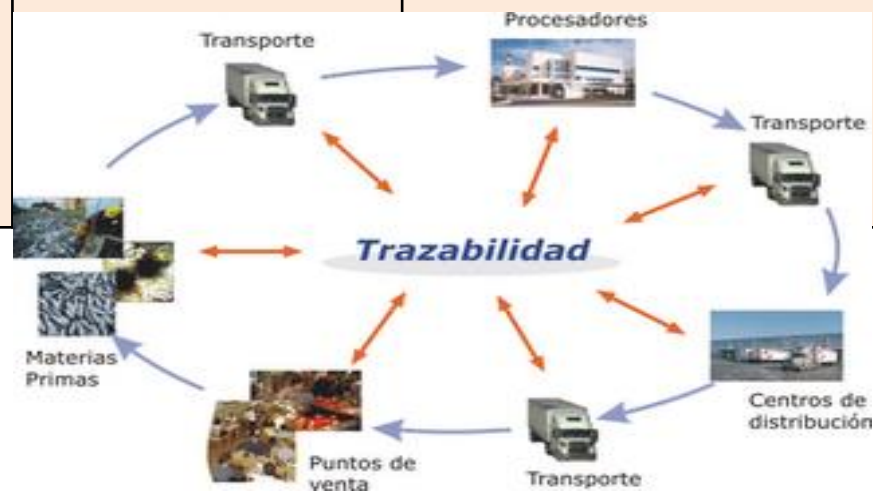 Procesadores
Transporte
Transporte
Trazabilidad
Materias
Primas
Centros de
distribución
Puntos de
venta
Transporte